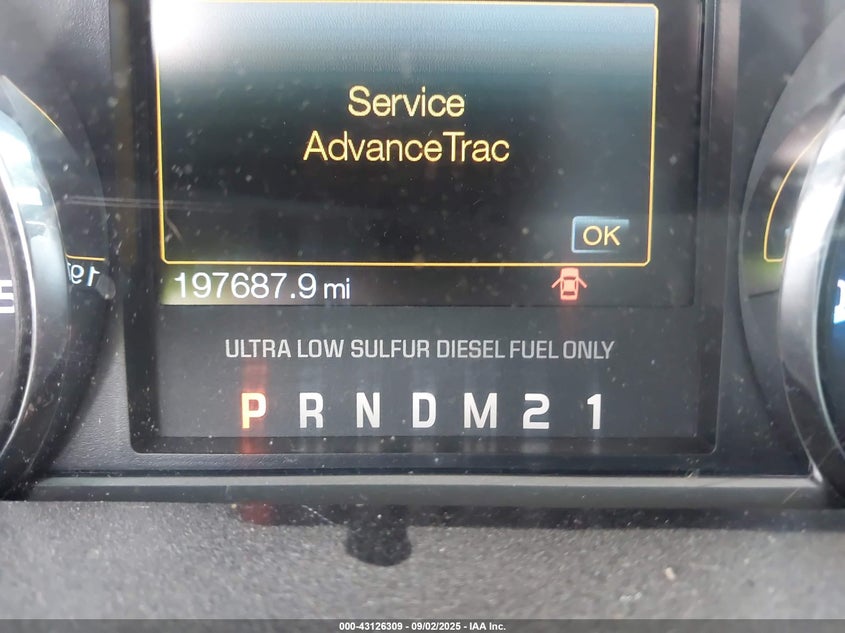 Service
AdvanceTrac
OK
197687.9 mi
ULTRA LOW SULFUR DIESEL FUEL ONLY
P R N D M 2 1
000-43126309 - 09/02/2025 - IAA Inc.